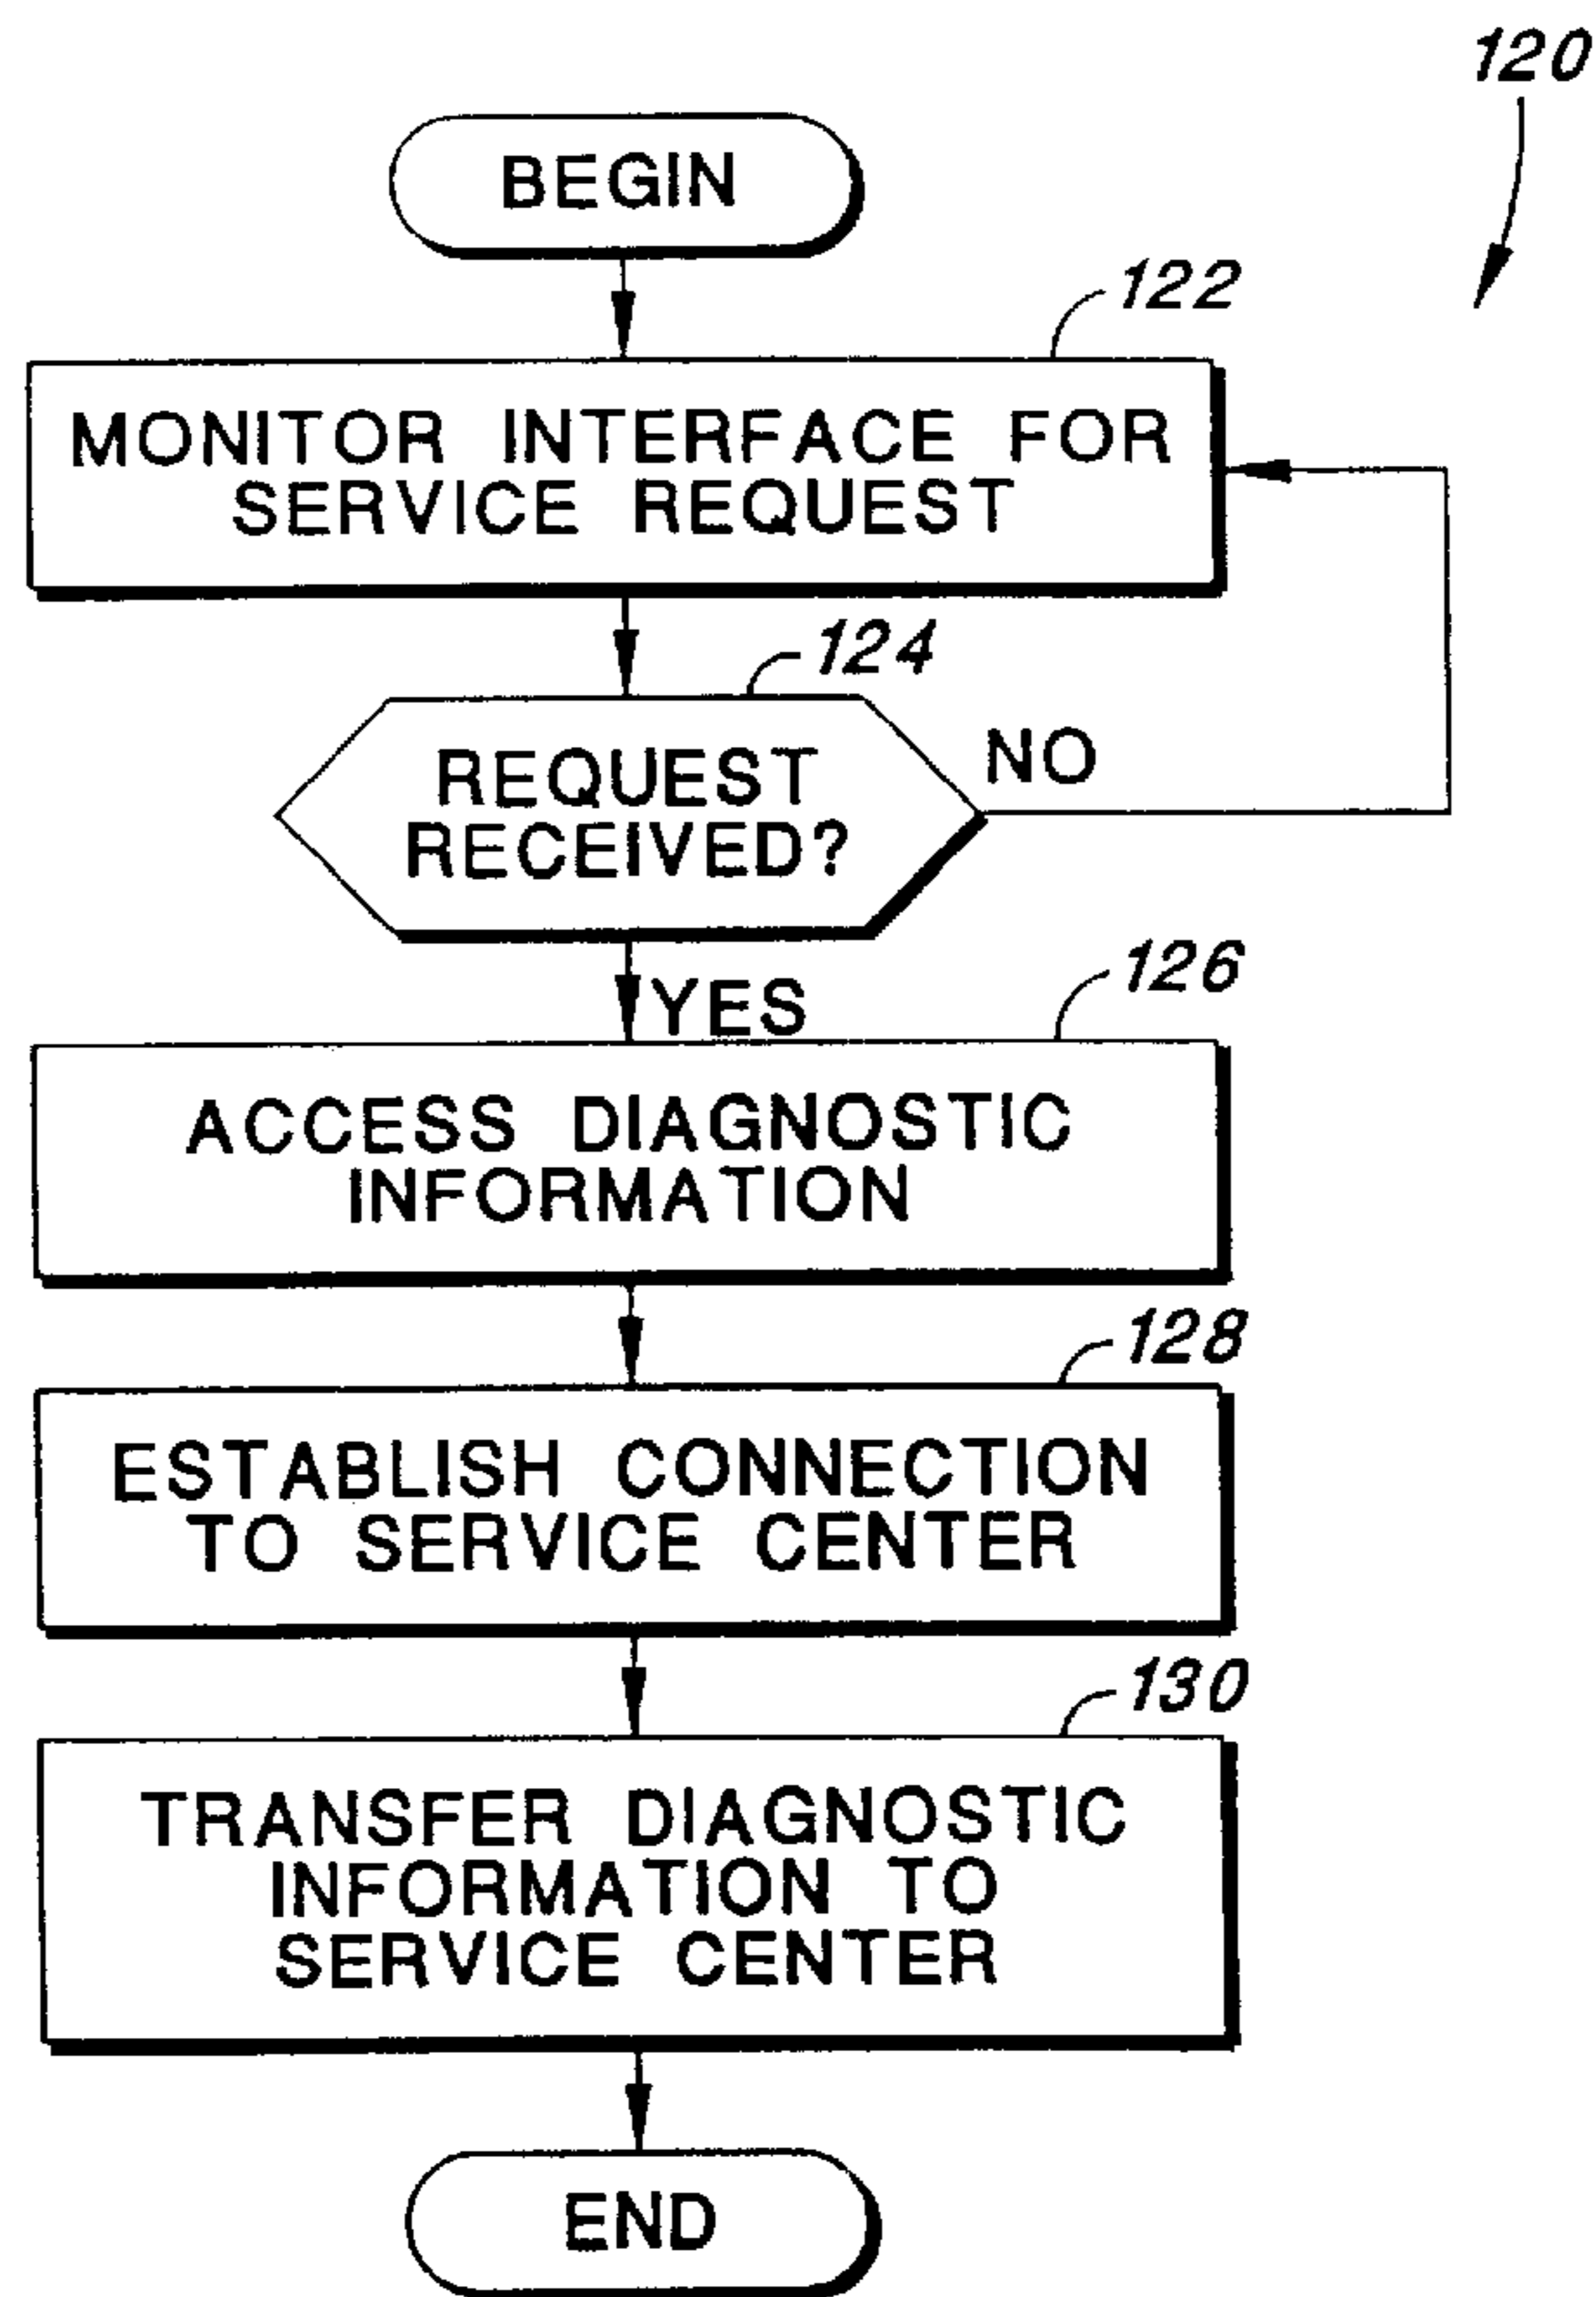 120
BEGIN
122
MONITOR INTERFACE FOR
SERVICE REQUEST
124
REQUEST
RECEIVED?
NO
YES
126
ACCESS DIAGNOSTIC
INFORMATION
128
ESTABLISH CONNECTION
TO SERVICE CENTER
130
TRANSFER DIAGNOSTIC
INFORMATION TO
SERVICE CENTER
END